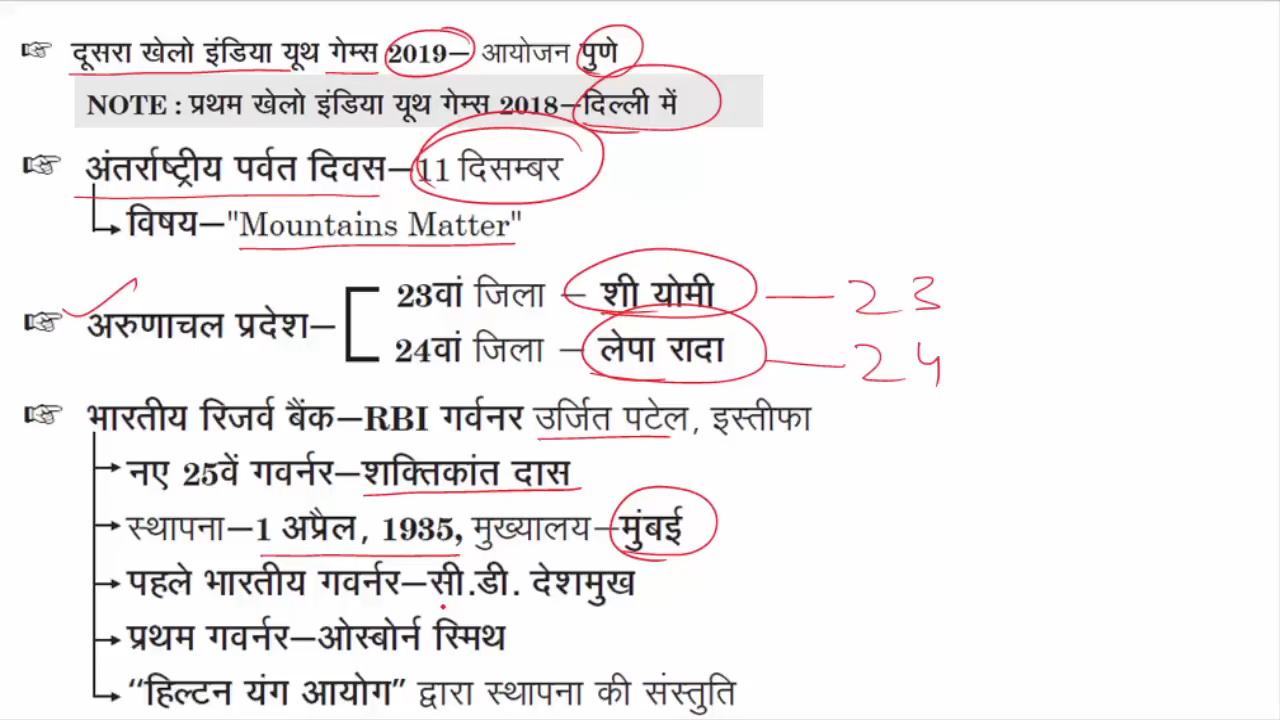 ☞ दूसरा खेलो इंडिया यूथ गेम्स 2019– आयोजन पुणे
NOTE : प्रथम खेलो इंडिया यूथ गेम्स 2018–दिल्ली में
☞ अंतर्राष्ट्रीय पर्वत दिवस–11 दिसम्बर
विषय–"Mountains Matter"
23वां जिला – शी योमी — 23
☞ अरुणाचल प्रदेश–
24वां जिला – लेपा रादा — 24
☞ भारतीय रिजर्व बैंक–RBI गर्वनर उर्जित पटेल, इस्तीफा
नए 25वें गवर्नर–शक्तिकांत दास
स्थापना–1 अप्रैल, 1935, मुख्यालय–मुंबई
पहले भारतीय गवर्नर–सी.डी. देशमुख
प्रथम गवर्नर–ओस्बोर्न स्मिथ
“हिल्टन यंग आयोग” द्वारा स्थापना की संस्तुति